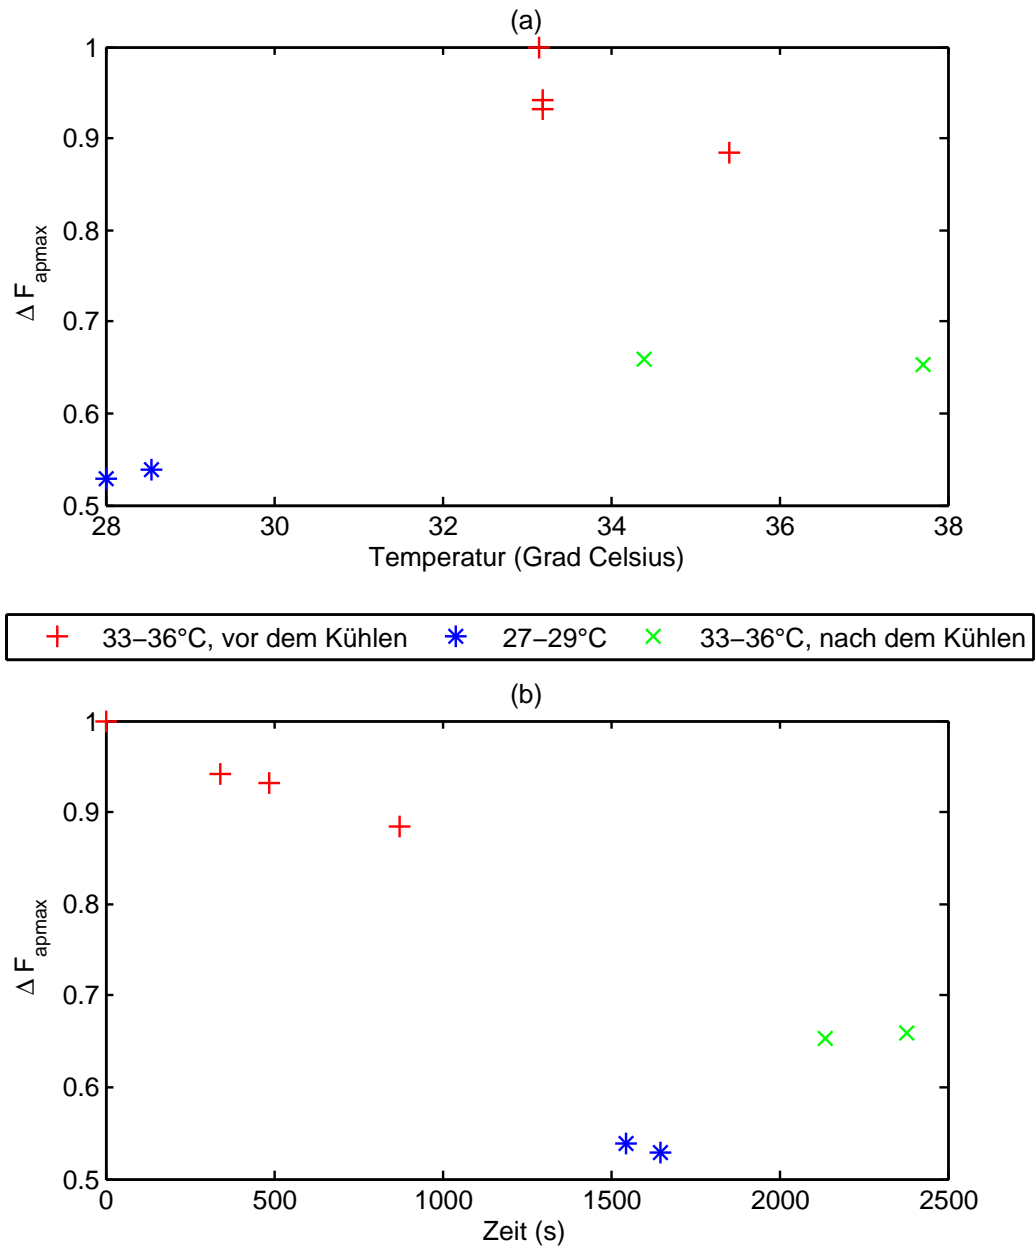 (a)
1
0.9
0.8
0.7
0.6
0.5
Δ F_apmax
28 30 32 34 36 38
Temperatur (Grad Celsius)
33−36°C, vor dem Kühlen 27−29°C 33−36°C, nach dem Kühlen
(b)
1
0.9
0.8
0.7
0.6
0.5
Δ F_apmax
0 500 1000 1500 2000 2500
Zeit (s)